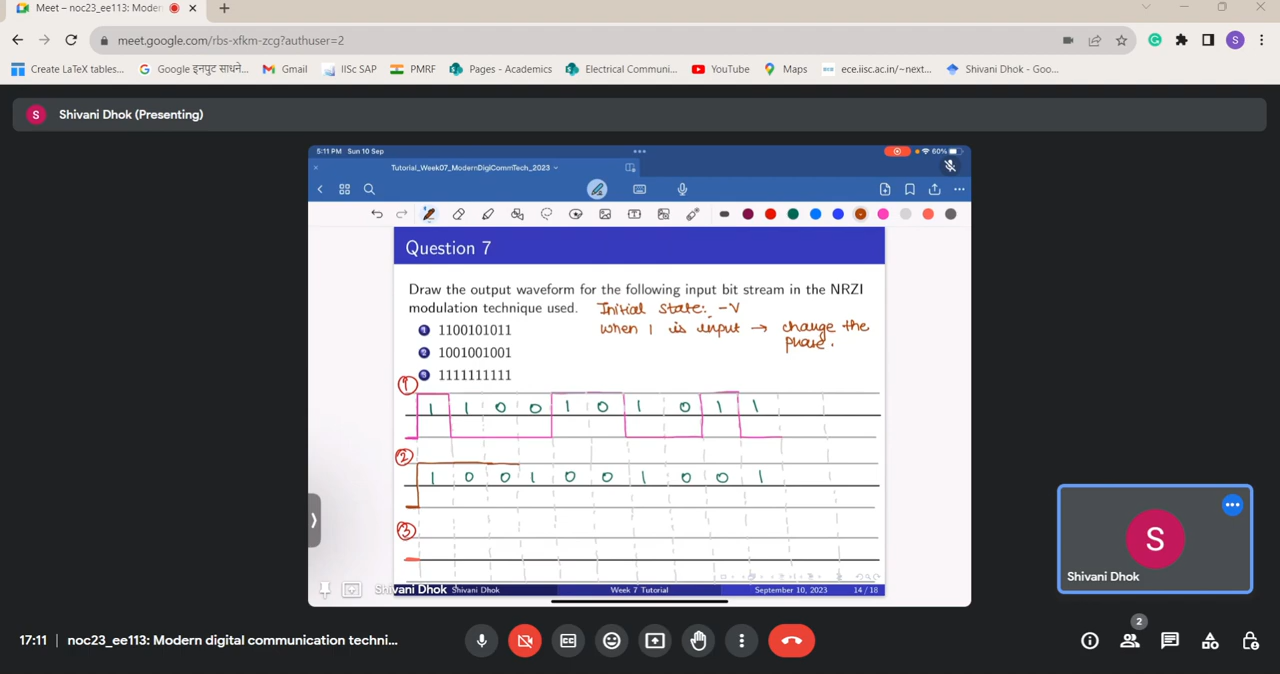 Meet – noc23_ee113: Modern
meet.google.com/rbs-xfkm-zcg?authuser=2
S
Create LaTeX tables...
Google इनपुट साधने...
Gmail
IISc SAP
PMRF
Pages - Academics
Electrical Communi...
YouTube
Maps
ece.iisc.ac.in/~next...
Shivani Dhok - Goo...
S Shivani Dhok (Presenting)
5:11 PM Sun 10 Sep
60%
Tutorial_Week07_ModernDigiCommTech_2023
Question 7
Draw the output waveform for the following input bit stream in the NRZI
modulation technique used. Initial state: -V
1 1100101011 when 1 is input → change the
phase.
2 1001001001
3 1111111111
1
1 1 0 0 1 0 1 0 1 1
2
1 0 0 1 0 0 1 0 0 1
3
Shivani Dhok Shivani Dhok Week 7 Tutorial September 10, 2023 14 / 18
S
Shivani Dhok
17:11 | noc23_ee113: Modern digital communication techni...
2